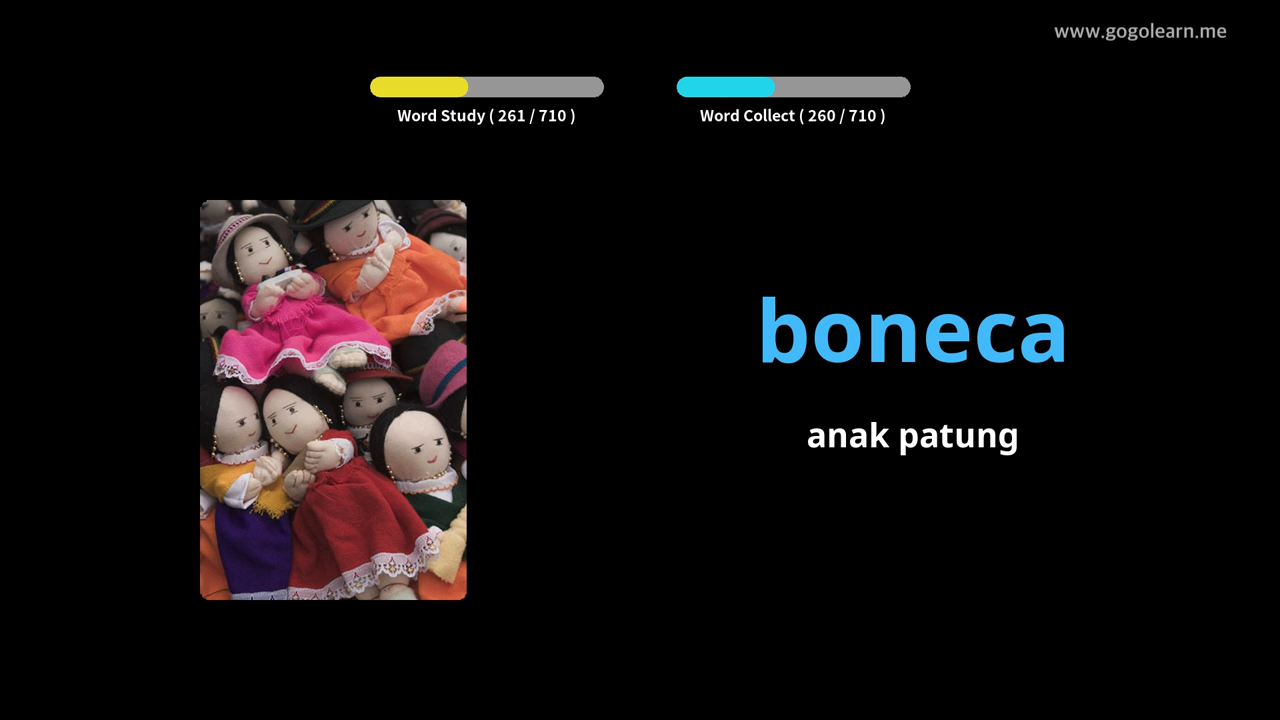 www.gogolearn.me
Word Study ( 261 / 710 )
Word Collect ( 260 / 710 )
boneca
anak patung